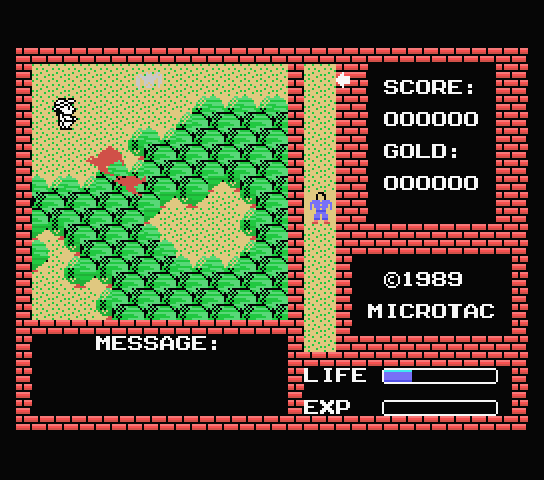 SCORE:
000000
GOLD:
000000
©1989
MICROTAC
MESSAGE:
LIFE
EXP